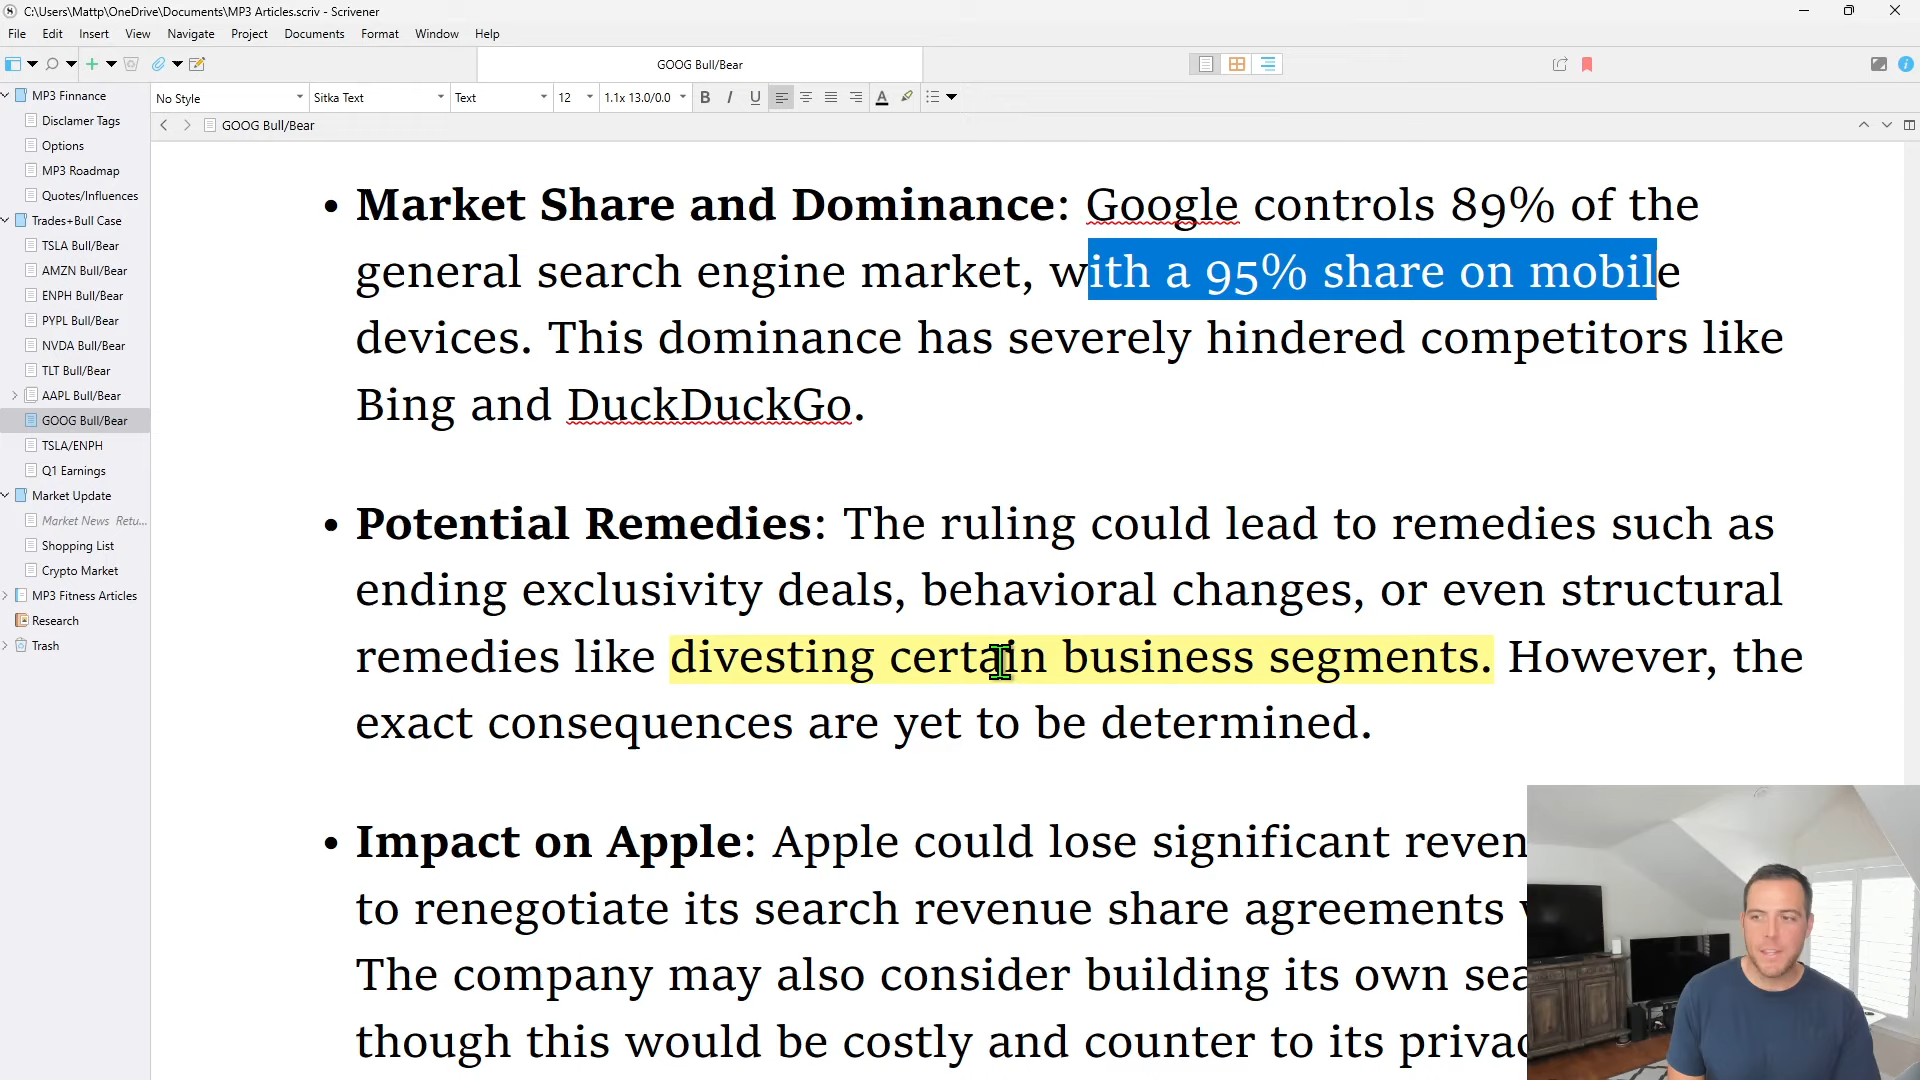 C:\Users\Mattp\OneDrive\Documents\MP3 Articles.scriv - Scrivener
File Edit Insert View Navigate Project Documents Format Window Help
GOOG Bull/Bear
No Style Sitka Text Text 12 1.1x 13.0/0.0 B I U A
GOOG Bull/Bear
MP3 Finnance
Disclamer Tags
Options
MP3 Roadmap
Quotes/Influences
Trades+Bull Case
TSLA Bull/Bear
AMZN Bull/Bear
ENPH Bull/Bear
PYPL Bull/Bear
NVDA Bull/Bear
TLT Bull/Bear
AAPL Bull/Bear
GOOG Bull/Bear
TSLA/ENPH
Q1 Earnings
Market Update
Market News Retu...
Shopping List
Crypto Market
MP3 Fitness Articles
Research
Trash
• Market Share and Dominance: Google controls 89% of the
general search engine market, with a 95% share on mobile
devices. This dominance has severely hindered competitors like
Bing and DuckDuckGo.
• Potential Remedies: The ruling could lead to remedies such as
ending exclusivity deals, behavioral changes, or even structural
remedies like divesting certain business segments. However, the
exact consequences are yet to be determined.
• Impact on Apple: Apple could lose significant reven
to renegotiate its search revenue share agreements
The company may also consider building its own sea
though this would be costly and counter to its privac